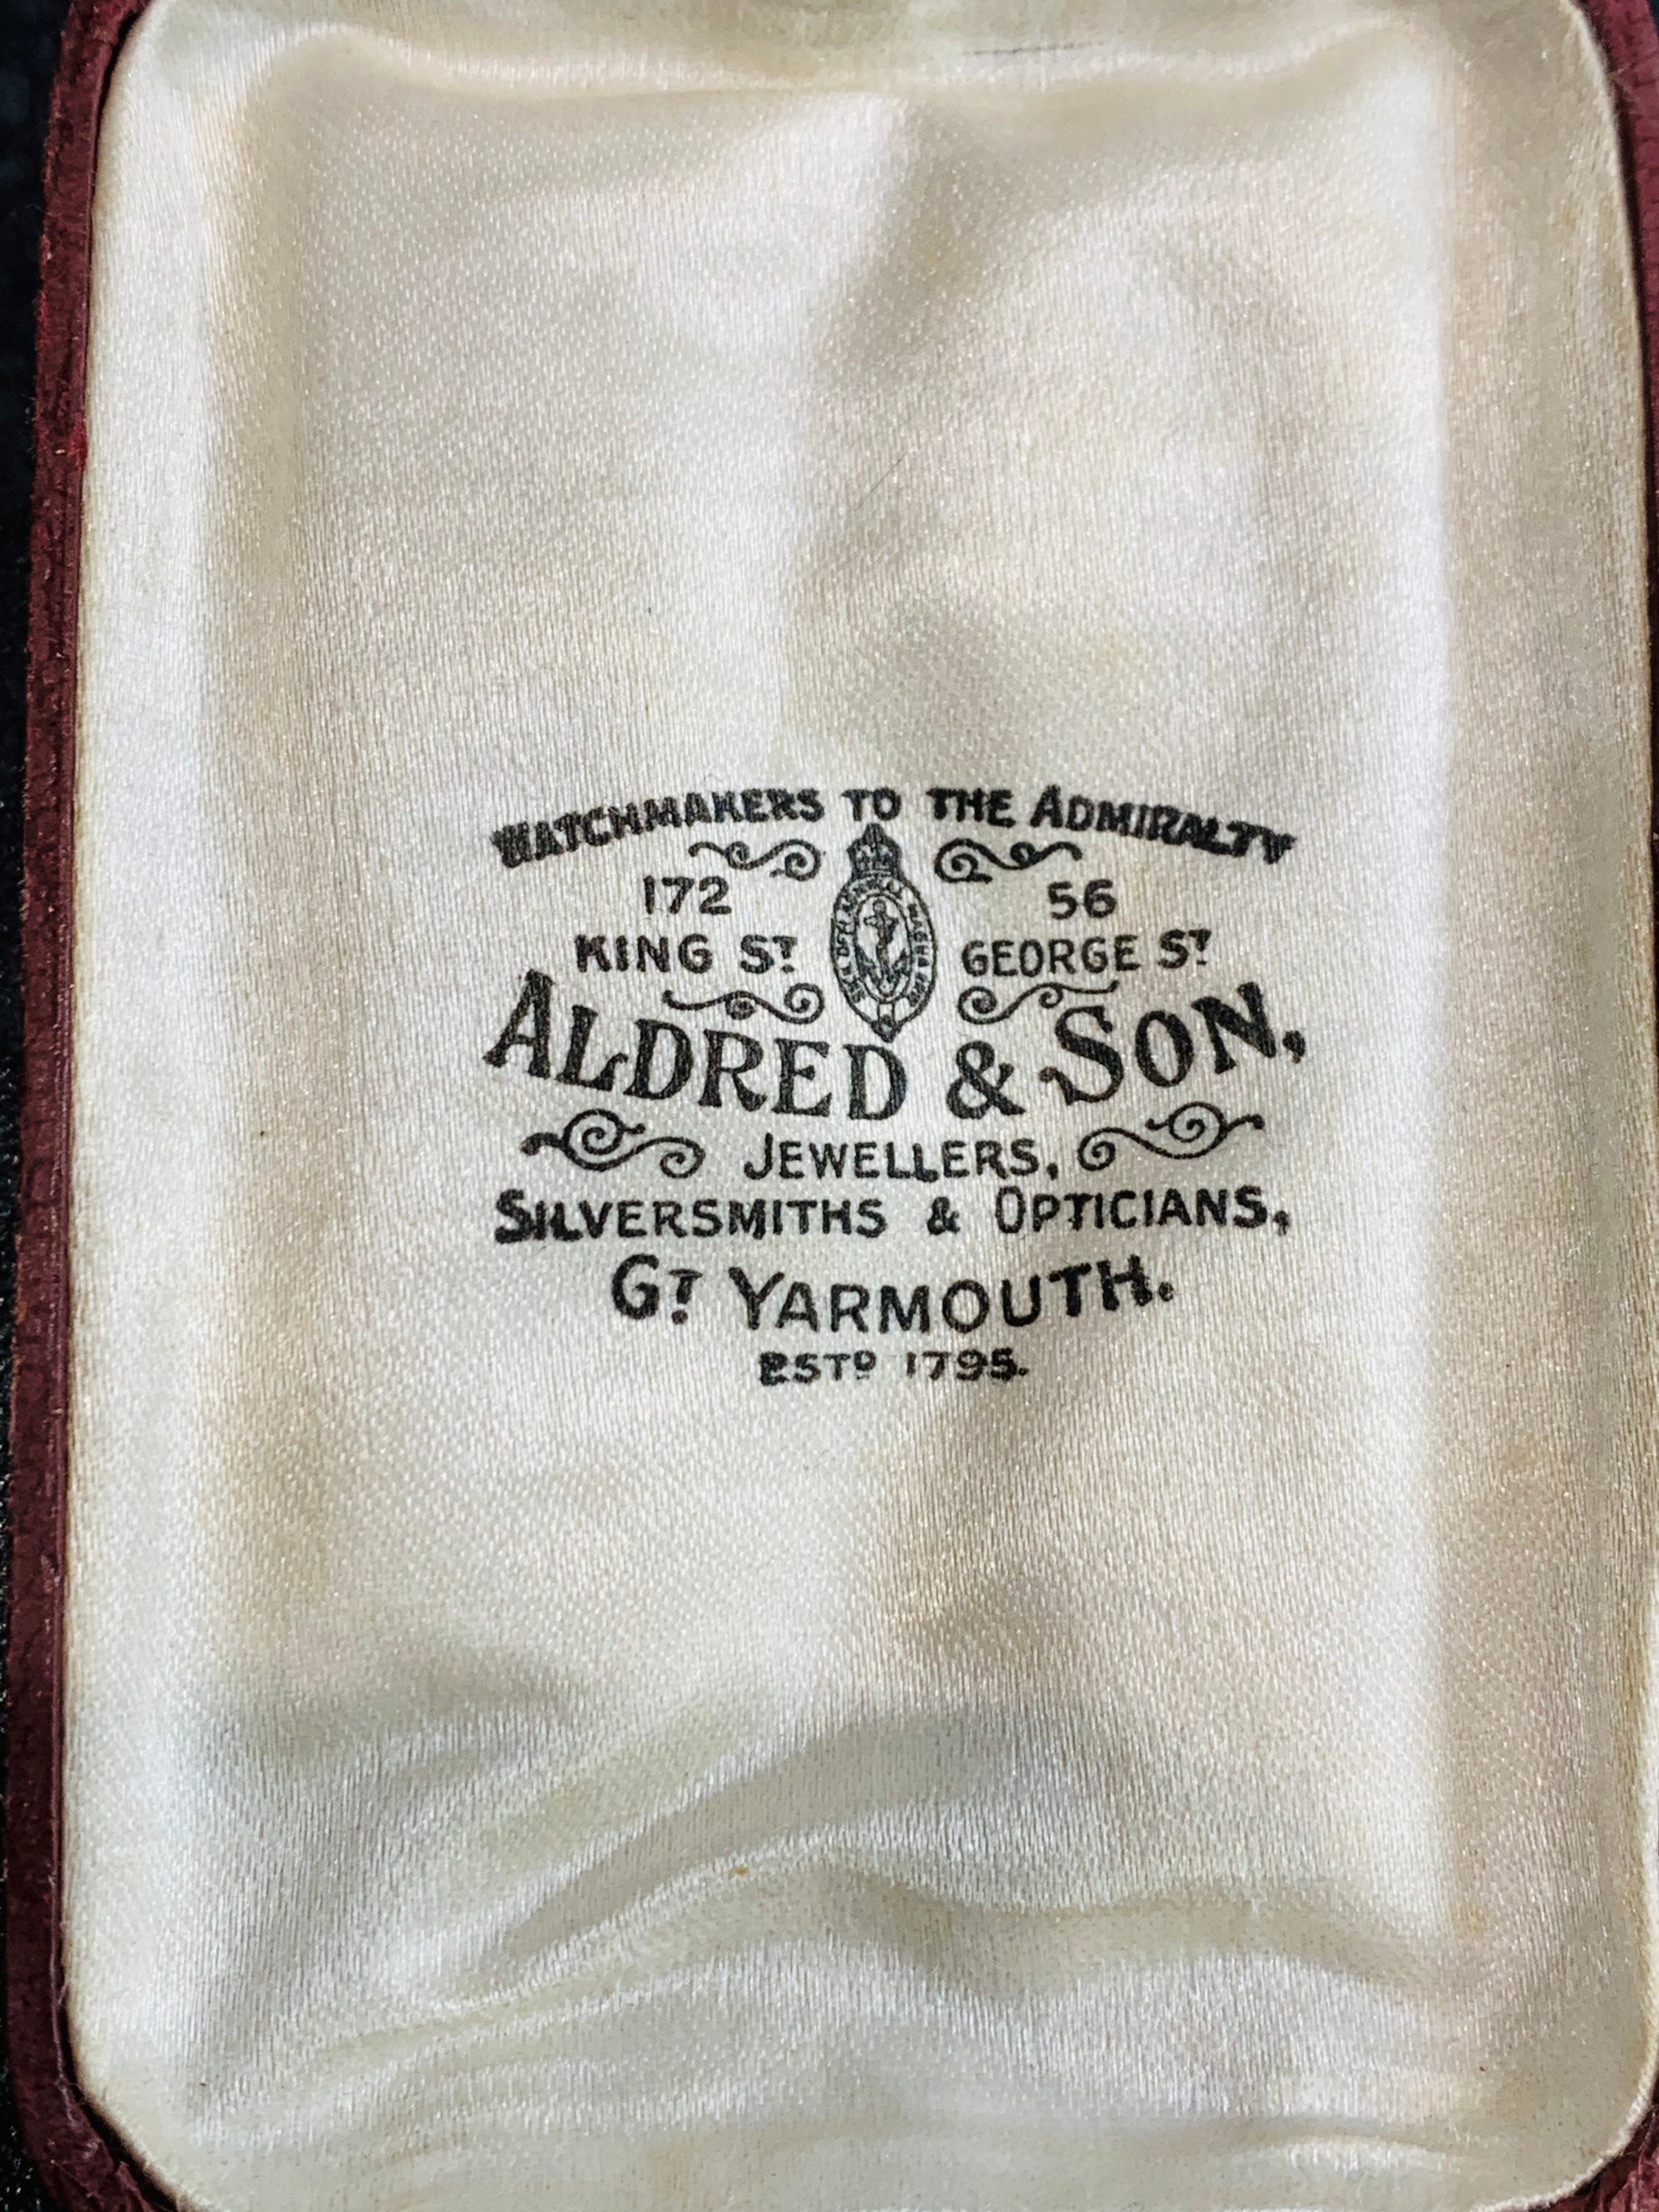 WATCHMAKERS TO THE ADMIRALTY
172 56
KING ST GEORGE ST
ALDRED & SON,
JEWELLERS,
SILVERSMITHS & OPTICIANS,
GT YARMOUTH.
ESTD 1795.